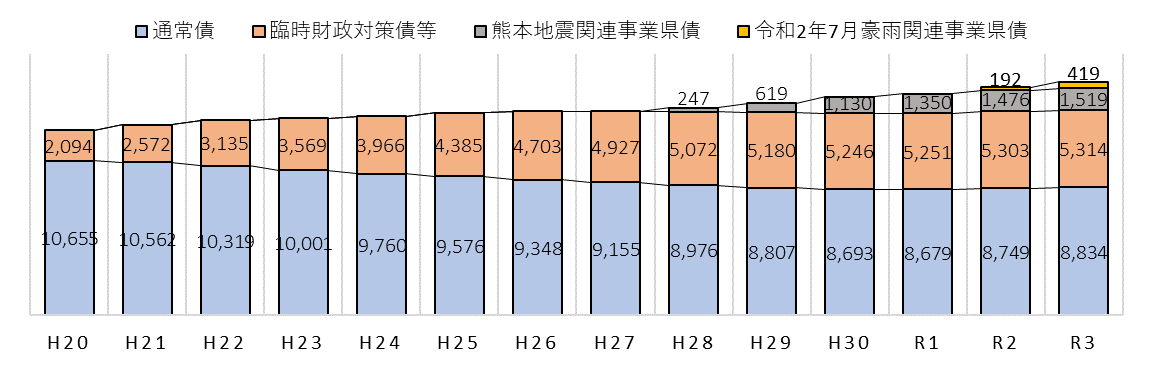 通常債 臨時財政対策債等 熊本地震関連事業県債 令和2年7月豪雨関連事業県債
192 419
247 619 1,130 1,350 1,476 1,519
2,094 2,572 3,135 3,569 3,966 4,385 4,703 4,927 5,072 5,180 5,246 5,251 5,303 5,314
10,655 10,562 10,319 10,001 9,760 9,576 9,348 9,155 8,976 8,807 8,693 8,679 8,749 8,834
H20 H21 H22 H23 H24 H25 H26 H27 H28 H29 H30 R1 R2 R3